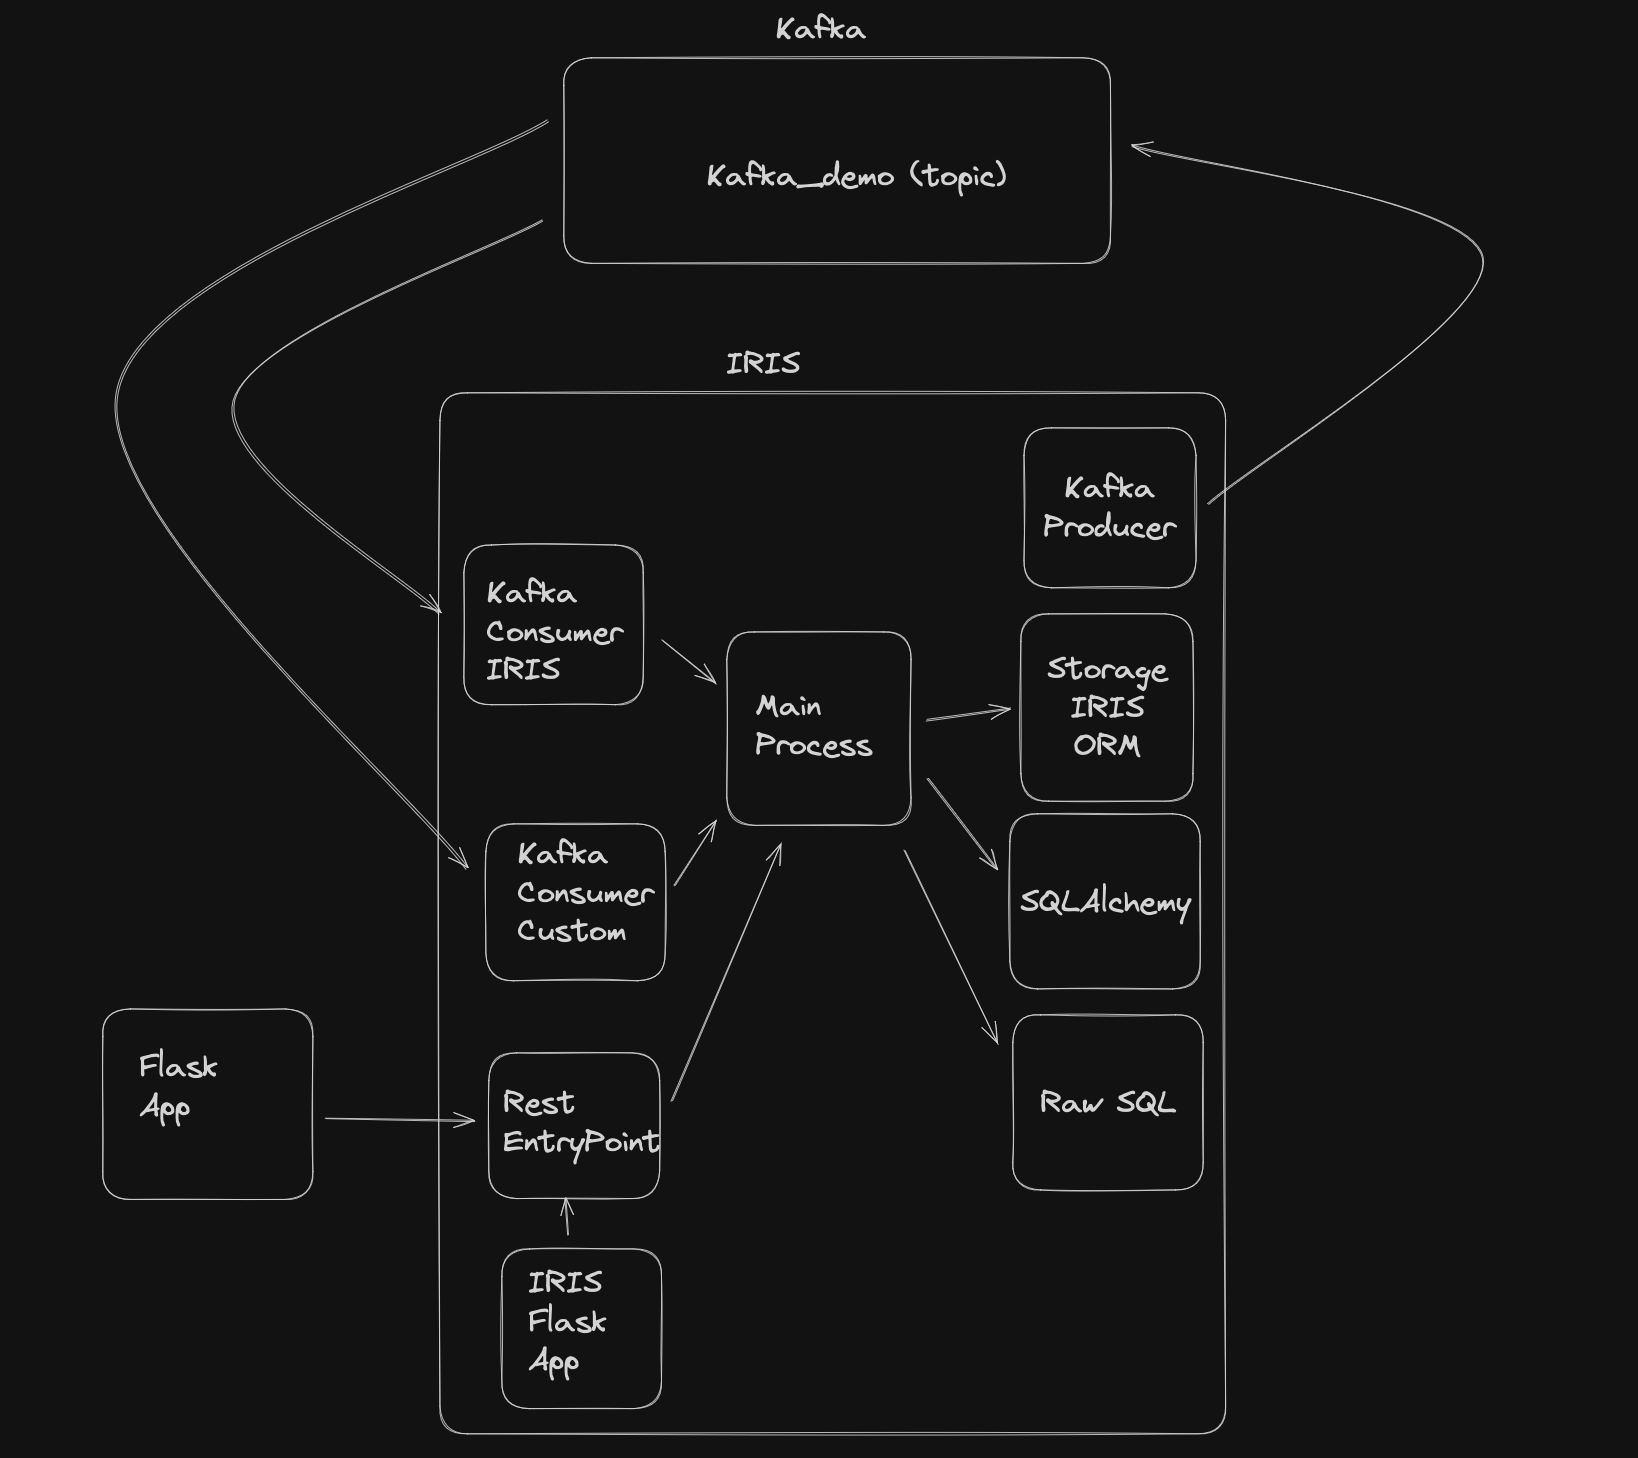 Kafka
Kafka_demo (topic)
IRIS
Kafka
Producer
Kafka
Consumer
IRIS
Main
Process
Storage
IRIS
ORM
Kafka
Consumer
Custom
SQLAlchemy
Flask
App
Rest
EntryPoint
Raw SQL
IRIS
Flask
App